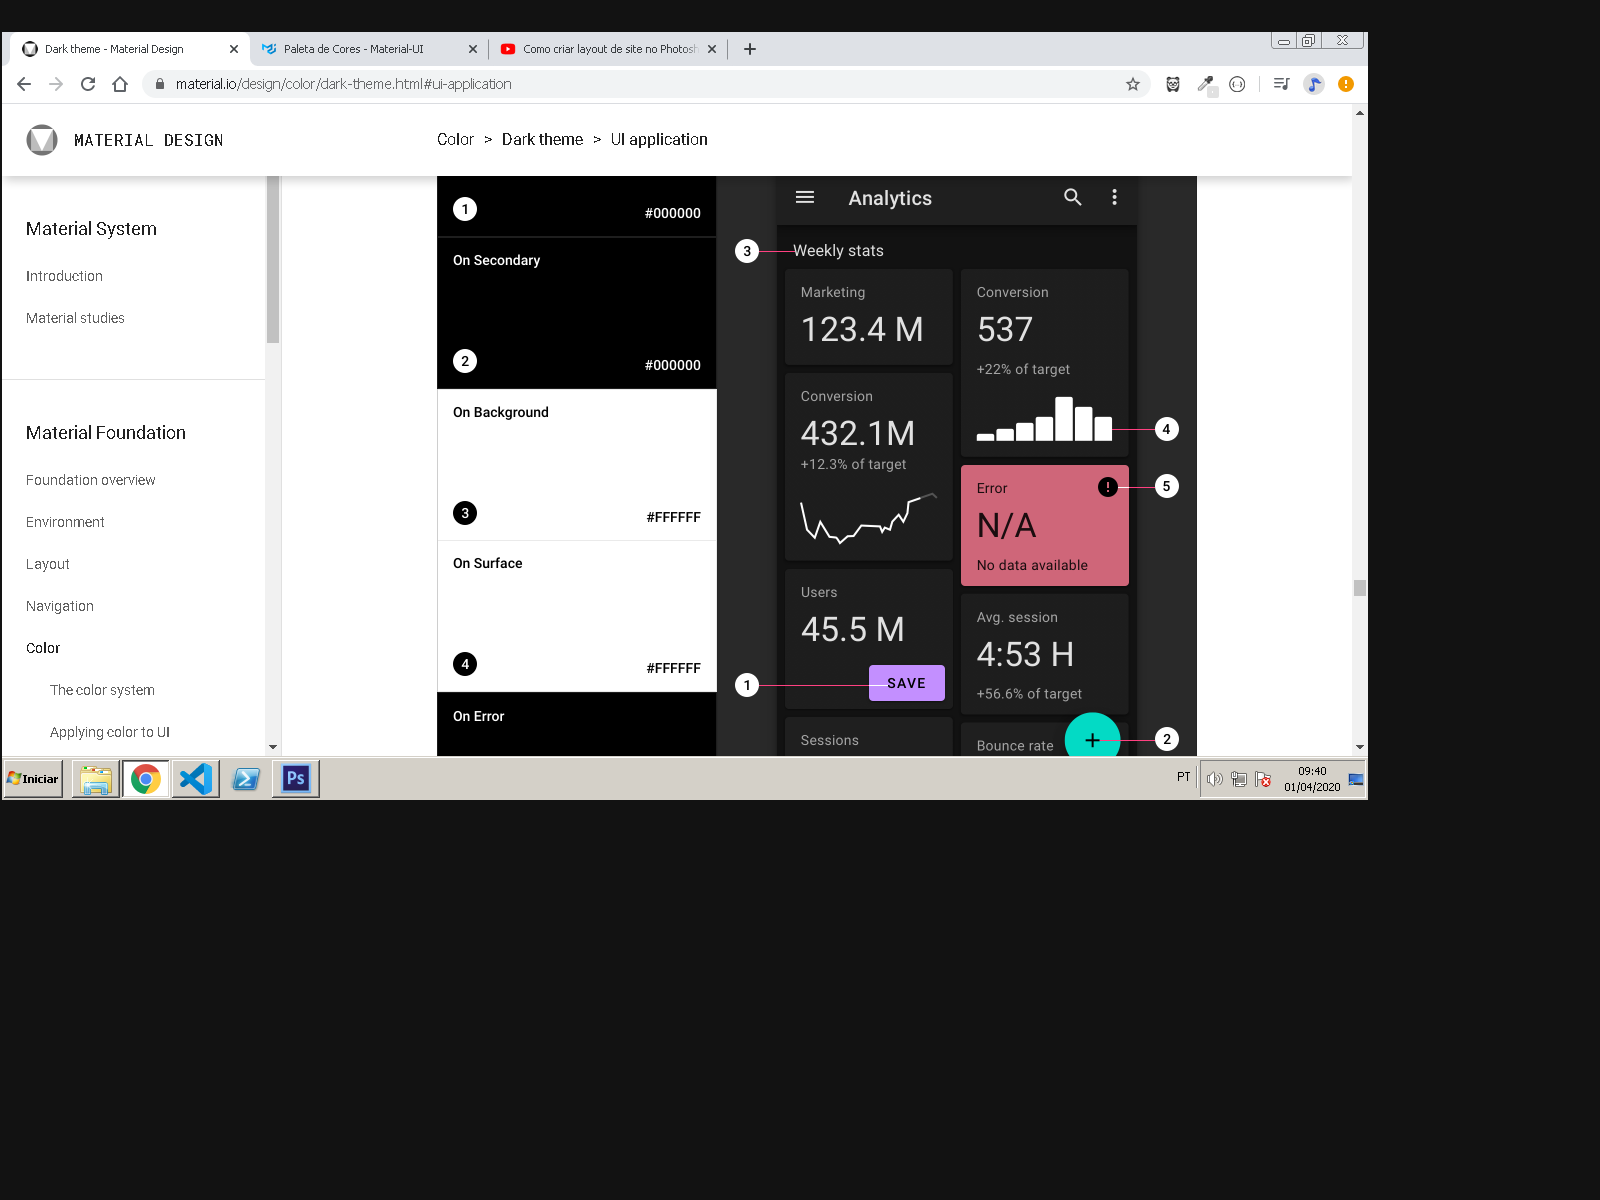 Dark theme - Material Design
Paleta de Cores - Material-UI
Como criar layout de site no Photosh
material.io/design/color/dark-theme.html#ui-application
MATERIAL DESIGN
Color > Dark theme > UI application
Material System
Introduction
Material studies
Material Foundation
Foundation overview
Environment
Layout
Navigation
Color
The color system
Applying color to UI
1
#000000
On Secondary
2
#000000
On Background
3
#FFFFFF
On Surface
4
#FFFFFF
On Error
Analytics
3
Weekly stats
Marketing
123.4 M
Conversion
537
+22% of target
4
Conversion
432.1M
+12.3% of target
Error
5
N/A
No data available
Users
45.5 M
1
SAVE
Avg. session
4:53 H
+56.6% of target
Sessions
Bounce rate
2
Iniciar
Ps
PT
09:40
01/04/2020